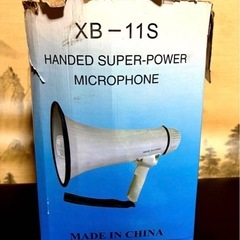 XB-11S
HANDED SUPER-POWER
MICROPHONE
MADE IN CHINA